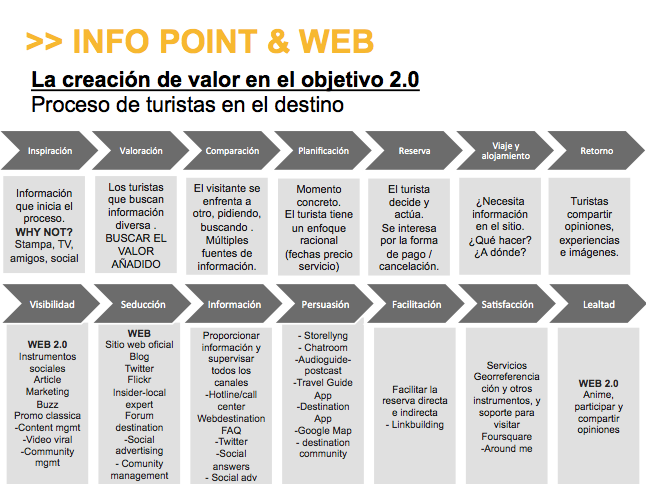 >> INFO POINT & WEB
La creación de valor en el objetivo 2.0
Proceso de turistas en el destino
Inspiración
Valoración
Comparación
Planificación
Reserva
Viaje y
alojamiento
Retorno
Información
que inicia el
proceso.
WHY NOT?
Stampa, TV,
amigos, social
Los turistas
que buscan
información
diversa .
BUSCAR EL
VALOR
AÑADIDO
El visitante se
enfrenta a
otro, pidiendo,
buscando .
Múltiples
fuentes de
información.
Momento
concreto.
El turista tiene
un enfoque
racional
(fechas precio
servicio)
El turista
decide y
actúa.
Se interesa
por la forma
de pago /
cancelación.
¿Necesita
información
en el sitio.
¿Qué hacer?
¿A dónde?
Turistas
compartir
opiniones,
experiencias
e imágenes.
Visibilidad
Seducción
Información
Persuasión
Facilitación
Satisfacción
Lealtad
WEB 2.0
Instrumentos
sociales
Article
Marketing
Buzz
Promo classica
-Content mgmt
-Video viral
-Community
mgmt
WEB
Sitio web oficial
Blog
Twitter
Flickr
Insider-local
expert
Forum
destination
-Social
advertising
- Comunity
management
Proporcionar
información y
supervisar
todos los
canales
-Hotline/call
center
Webdestination
FAQ
-Twitter
-Social
answers
- Social adv
- Storellyng
- Chatroom
- Audioguide-
postcast
-Travel Guide
App
-Destination
App
-Google Map
- destination
community
Facilitar la
reserva directa
e indirecta
- Linkbuilding
Servicios
Georreferencia
ción y otros
instrumentos, y
soporte para
visitar
Foursquare
-Around me
WEB 2.0
Anime,
participar y
compartir
opiniones